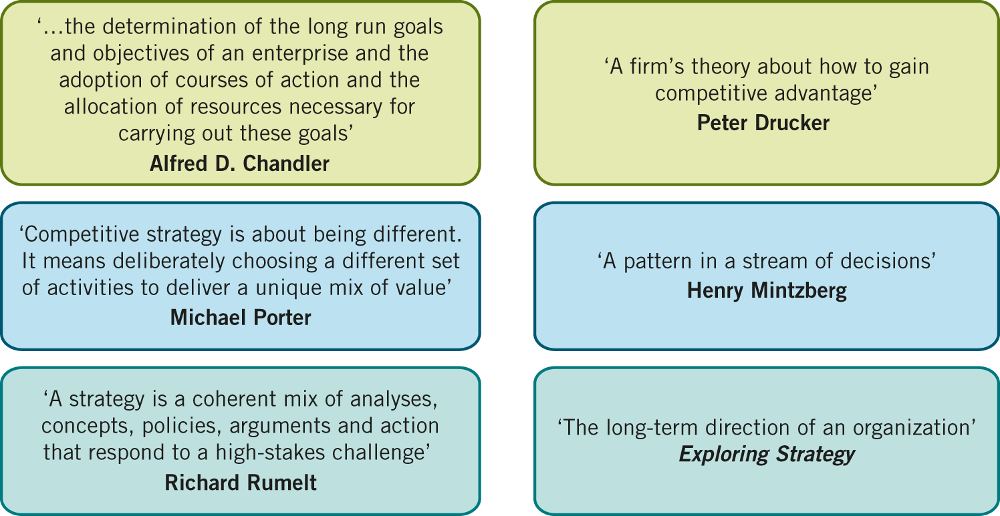 ‘…the determination of the long run goals
and objectives of an enterprise and the
adoption of courses of action and the
allocation of resources necessary for
carrying out these goals’
Alfred D. Chandler
‘A firm’s theory about how to gain
competitive advantage’
Peter Drucker
‘Competitive strategy is about being different.
It means deliberately choosing a different set
of activities to deliver a unique mix of value’
Michael Porter
‘A pattern in a stream of decisions’
Henry Mintzberg
‘A strategy is a coherent mix of analyses,
concepts, policies, arguments and action
that respond to a high-stakes challenge’
Richard Rumelt
‘The long-term direction of an organization’
Exploring Strategy